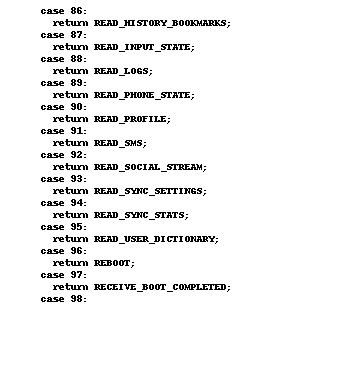 case 86:
return READ_HISTORY_BOOKMARKS;
case 87:
return READ_INPUT_STATE;
case 88:
return READ_LOGS;
case 89:
return READ_PHONE_STATE;
case 90:
return READ_PROFILE;
case 91:
return READ_SMS;
case 92:
return READ_SOCIAL_STREAM;
case 93:
return READ_SYNC_SETTINGS;
case 94:
return READ_SYNC_STATS;
case 95:
return READ_USER_DICTIONARY;
case 96:
return REBOOT;
case 97:
return RECEIVE_BOOT_COMPLETED;
case 98: